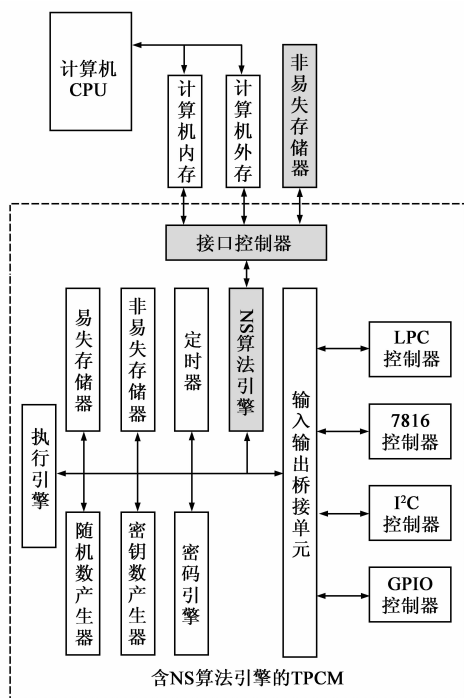 计算机
CPU
计算机内存
计算机外存
非易失存储器
接口控制器
易失存储器
非易失存储器
定时器
NS算法引擎
执行引擎
随机数产生器
密钥数产生器
密码引擎
输入输出桥接单元
LPC
控制器
7816
控制器
I²C
控制器
GPIO
控制器
含NS算法引擎的TPCM